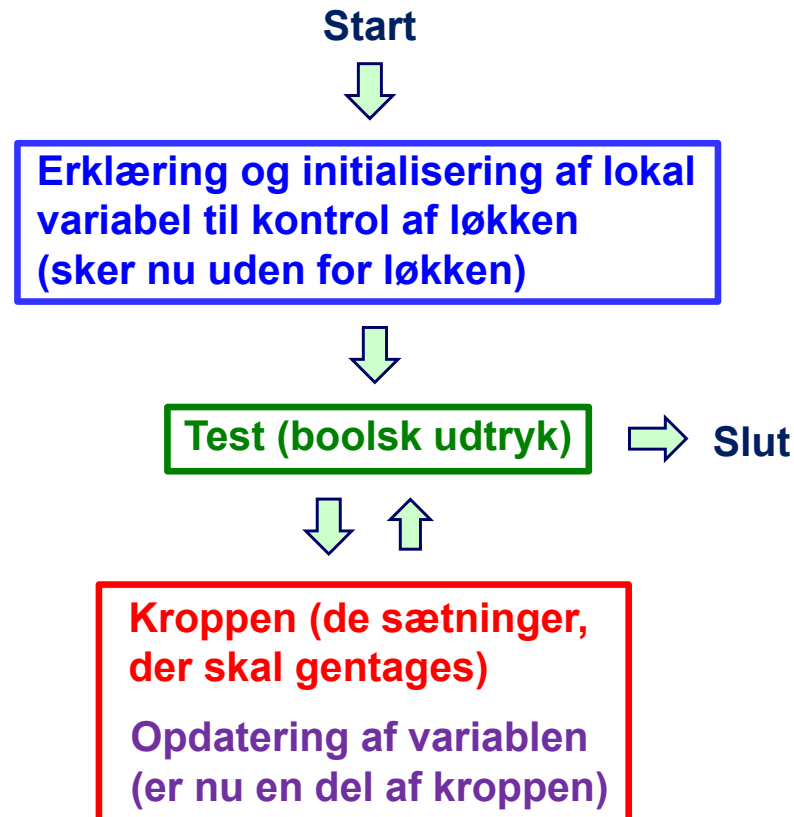 Start
Erklæring og initialisering af lokal
variabel til kontrol af løkken
(sker nu uden for løkken)
Test (boolsk udtryk)
Slut
Kroppen (de sætninger,
der skal gentages)
Opdatering af variablen
(er nu en del af kroppen)